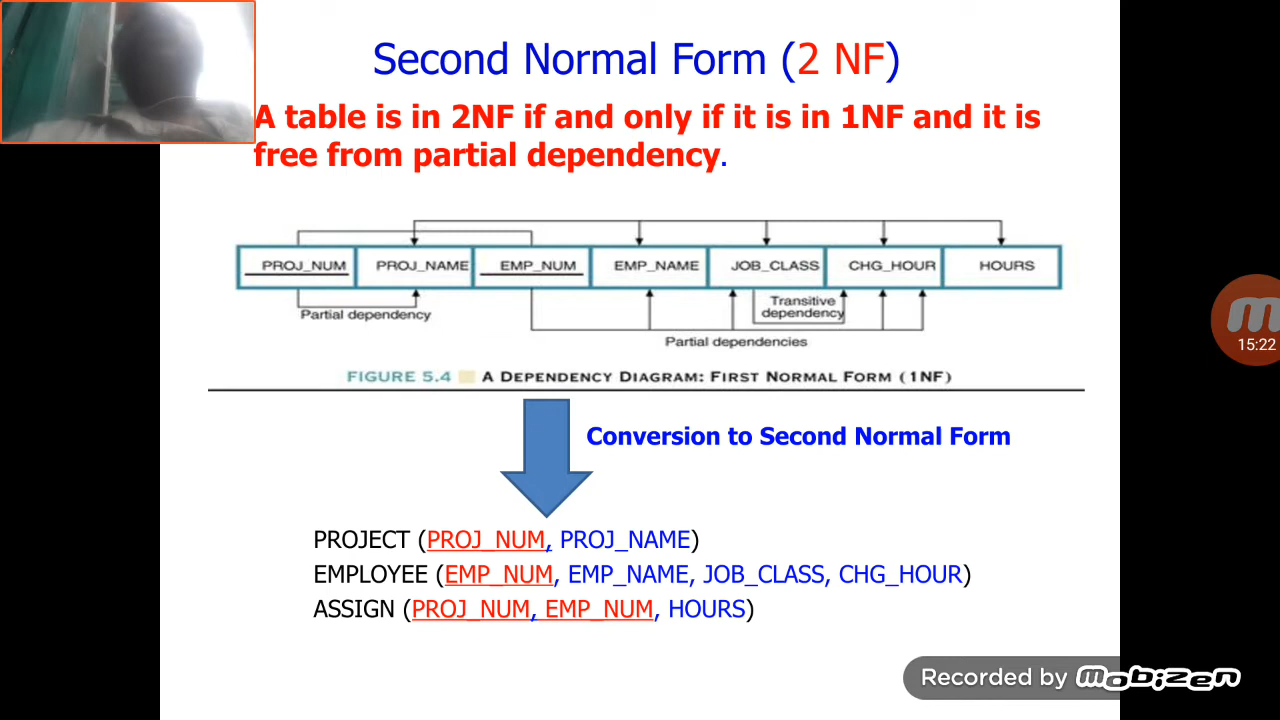 Second Normal Form (2 NF)
A table is in 2NF if and only if it is in 1NF and it is
free from partial dependency.
PROJ_NUM PROJ_NAME EMP_NUM EMP_NAME JOB_CLASS CHG_HOUR HOURS
Partial dependency
Transitive
dependency
Partial dependencies
FIGURE 5.4 A DEPENDENCY DIAGRAM: FIRST NORMAL FORM (1NF)
Conversion to Second Normal Form
PROJECT (PROJ_NUM, PROJ_NAME)
EMPLOYEE (EMP_NUM, EMP_NAME, JOB_CLASS, CHG_HOUR)
ASSIGN (PROJ_NUM, EMP_NUM, HOURS)
15:22
Recorded by Mobizen